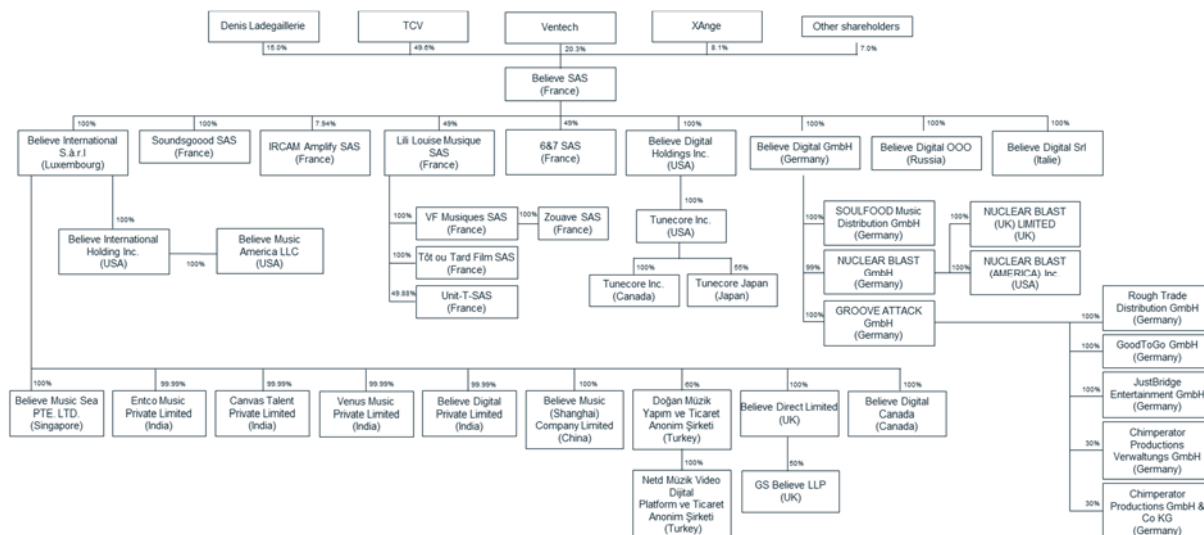 Denis Ladegaillerie
TCV
Ventech
XAnge
Other shareholders
15.0%
49.6%
20.3%
8.1%
7.0%
Believe SAS
(France)
100%
100%
7.94%
49%
49%
100%
100%
100%
100%
Believe International
S.à.r.l
(Luxembourg)
Soundsgoood SAS
(France)
IRCAM Amplify SAS
(France)
Lili Louise Musique
SAS
(France)
6&7 SAS
(France)
Believe Digital
Holdings Inc.
(USA)
Believe Digital GmbH
(Germany)
Believe Digital OOO
(Russia)
Believe Digital Srl
(Italie)
100%
Believe International
Holding Inc.
(USA)
100%
Believe Music
America LLC
(USA)
100%
VF Musiques SAS
(France)
100%
Zouave SAS
(France)
100%
Tôt ou Tard Film SAS
(France)
49.88%
Unit-T-SAS
(France)
100%
Tunecore Inc.
(USA)
100%
Tunecore Inc.
(Canada)
55%
Tunecore Japan
(Japan)
100%
SOULFOOD Music
Distribution GmbH
(Germany)
99%
NUCLEAR BLAST
GmbH
(Germany)
100%
GROOVE ATTACK
GmbH
(Germany)
100%
NUCLEAR BLAST
(UK) LIMITED
(UK)
100%
NUCLEAR BLAST
(AMERICA) Inc.
USA)
100%
Rough Trade
Distribution GmbH
(Germany)
100%
GoodToGo GmbH
(Germany)
100%
JustBridge
Entertainment GmbH
(Germany)
30%
Chimperator
Productions
Verwaltungs GmbH
(Germany)
30%
Chimperator
Productions GmbH &
Co KG
(Germany)
100%
99.99%
99.99%
99.99%
99.99%
100%
60%
100%
100%
Believe Music Sea
PTE. LTD.
(Singapore)
Entco Music
Private Limited
(India)
Canvas Talent
Private Limited
(India)
Venus Music
Private Limited
(India)
Believe Digital
Private Limited
(India)
Believe Music
(Shanghai)
Company Limited
(China)
Doğan Müzik
Yapım ve Ticaret
Anonim Şirketi
(Turkey)
Believe Direct Limited
(UK)
Believe Digital
Canada
(Canada)
100%
Netd Müzik Video
Dijital
Platform ve Ticaret
Anonim Şirketi
(Turkey)
50%
GS Believe LLP
(UK)